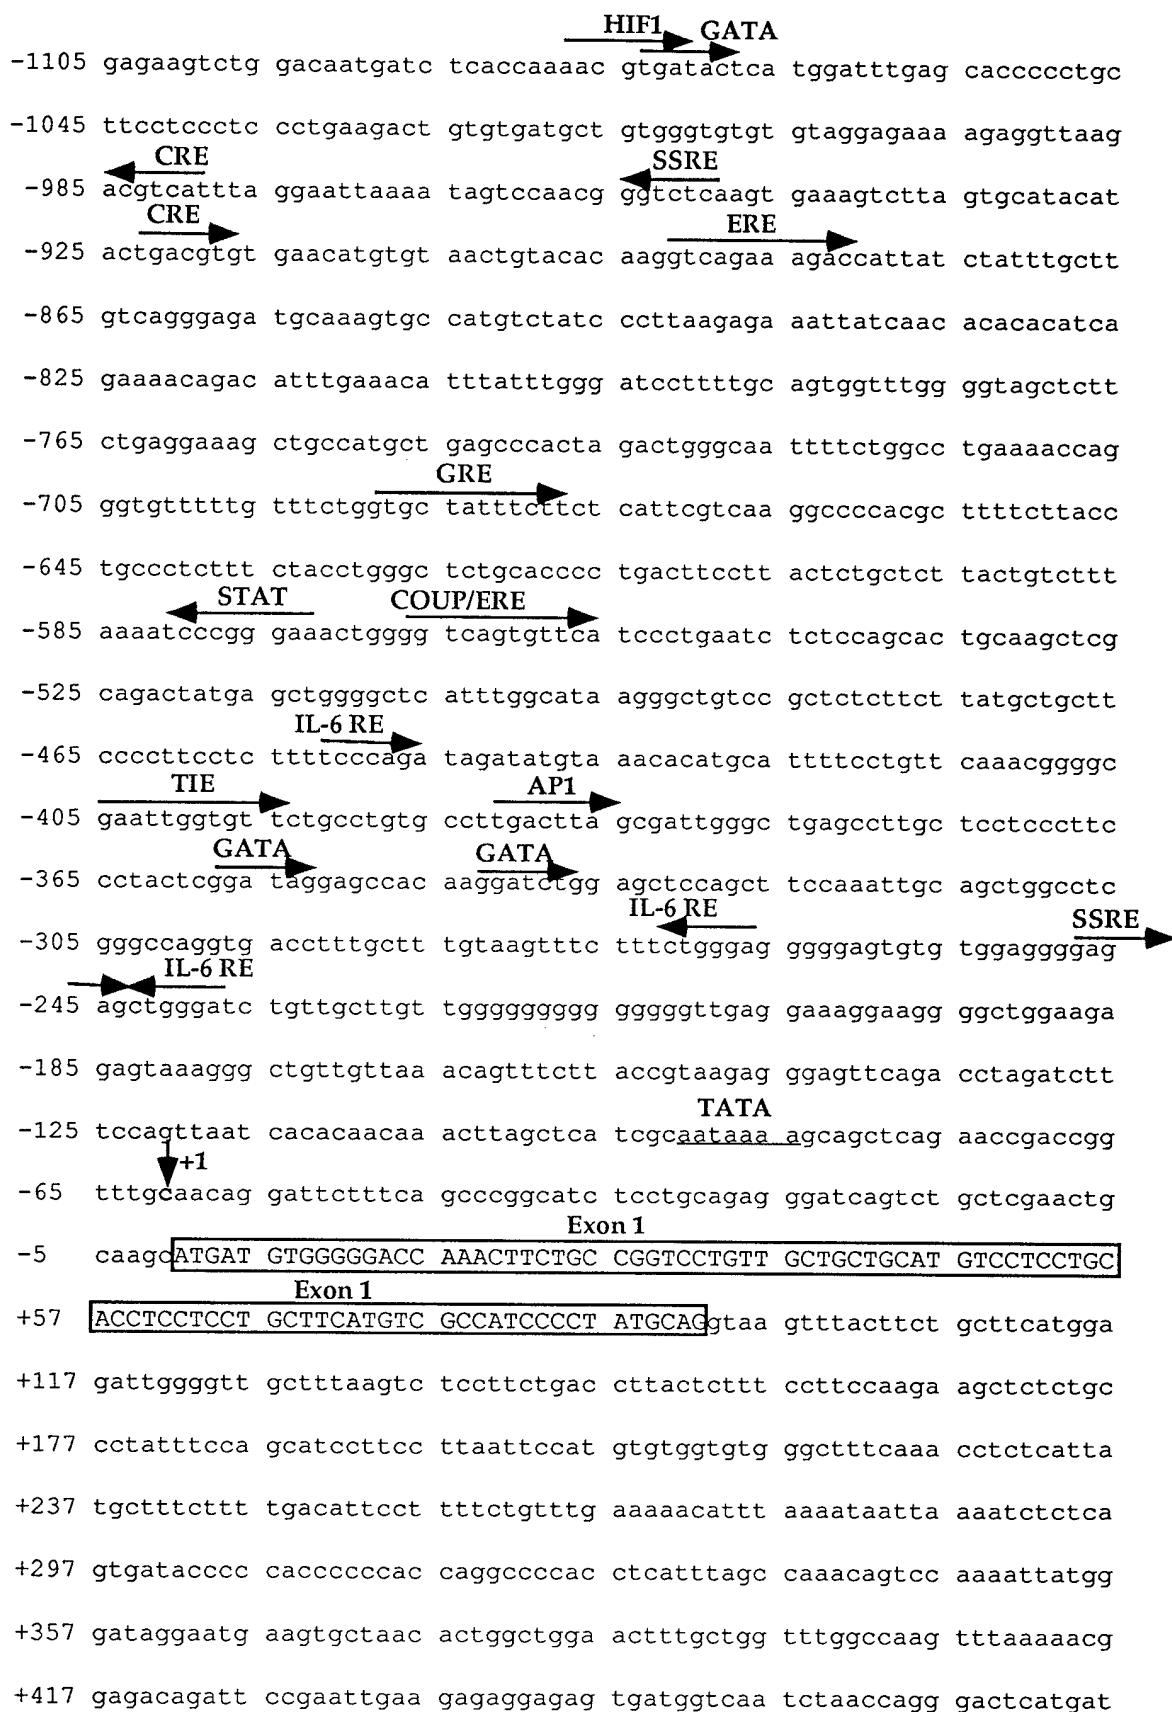 HIF1 GATA
-1105 gagaagtctg gacaatgatc tcaccaaaac gtgatactca tggatttgag caccccctgc
-1045 ttcctccctc cctgaagact gtgtgatgct gtgggtgtgt gtaggagaaa agaggttaag
CRE SSRE
-985 acgtcattta ggaattaaaa tagtccaacg ggtctcaagt gaaagtctta gtgcatacat
CRE ERE
-925 actgacgtgt gaacatgtgt aactgtacac aaggtcagaa agaccattat ctatttgctt
-865 gtcagggaga tgcaaagtgc catgtctatc ccttaagaga aattatcaac acacacatca
-825 gaaaacagac atttgaaaca tttatttggg atccttttgc agtggtttgg ggtagctctt
-765 ctgaggaaag ctgccatgct gagcccacta gactgggcaa ttttctggcc tgaaaaccag
GRE
-705 ggtgtttttg tttctggtgc tatttcttct cattcgtcaa ggccccacgc ttttcttacc
-645 tgccctcttt ctacctgggc tctgcacccc tgacttcctt actctgctct tactgtcttt
STAT COUP/ERE
-585 aaaatcccgg gaaactgggg tcagtgttca tccctgaatc tctccagcac tgcaagctcg
-525 cagactatga gctggggctc atttggcata agggctgtcc gctctcttct tatgctgctt
IL-6 RE
-465 ccccttcctc ttttcccaga tagatatgta aacacatgca ttttcctgtt caaacggggc
TIE AP1
-405 gaattggtgt tctgcctgtg ccttgactta gcgattgggc tgagccttgc tcctcccttc
GATA GATA
-365 cctactcgga taggagccac aaggatctgg agctccagct tccaaattgc agctggcctc
IL-6 RE SSRE
-305 gggccaggtg acctttgctt tgtaagtttc tttctgggag ggggagtgtg tggaggggag
IL-6 RE
-245 agctgggatc tgttgcttgt tggggggggg gggggttgag gaaaggaagg ggctggaaga
-185 gagtaaaggg ctgttgttaa acagtttctt accgtaagag ggagttcaga cctagatctt
TATA
-125 tccagttaat cacacaacaa acttagctca tcgcaataaa agcagctcag aaccgaccgg
+1
-65 tttgcaacag gattctttca gcccggcatc tcctgcagag ggatcagtct gctcgaactg
Exon 1
-5 caagcATGAT GTGGGGGACC AAACTTCTGC CGGTCCTGTT GCTGCTGCAT GTCCTCCTGC
Exon 1
+57 ACCTCCTCCT GCTTCATGTC GCCATCCCCT ATGCAGgtaa gtttacttct gcttcatgga
+117 gattggggtt gctttaagtc tccttctgac cttactcttt ccttccaaga agctctctgc
+177 cctatttcca gcatccttcc ttaattccat gtgtggtgtg ggctttcaaa cctctcatta
+237 tgctttcttt tgacattcct tttctgtttg aaaaacattt aaaataatta aaatctctca
+297 gtgatacccc caccccccac caggccccac ctcatttagc caaacagtcc aaaattatgg
+357 gataggaatg aagtgctaac actggctgga actttgctgg tttggccaag tttaaaaacg
+417 gagacagatt ccgaattgaa gagaggagag tgatggtcaa tctaaccagg gactcatgat